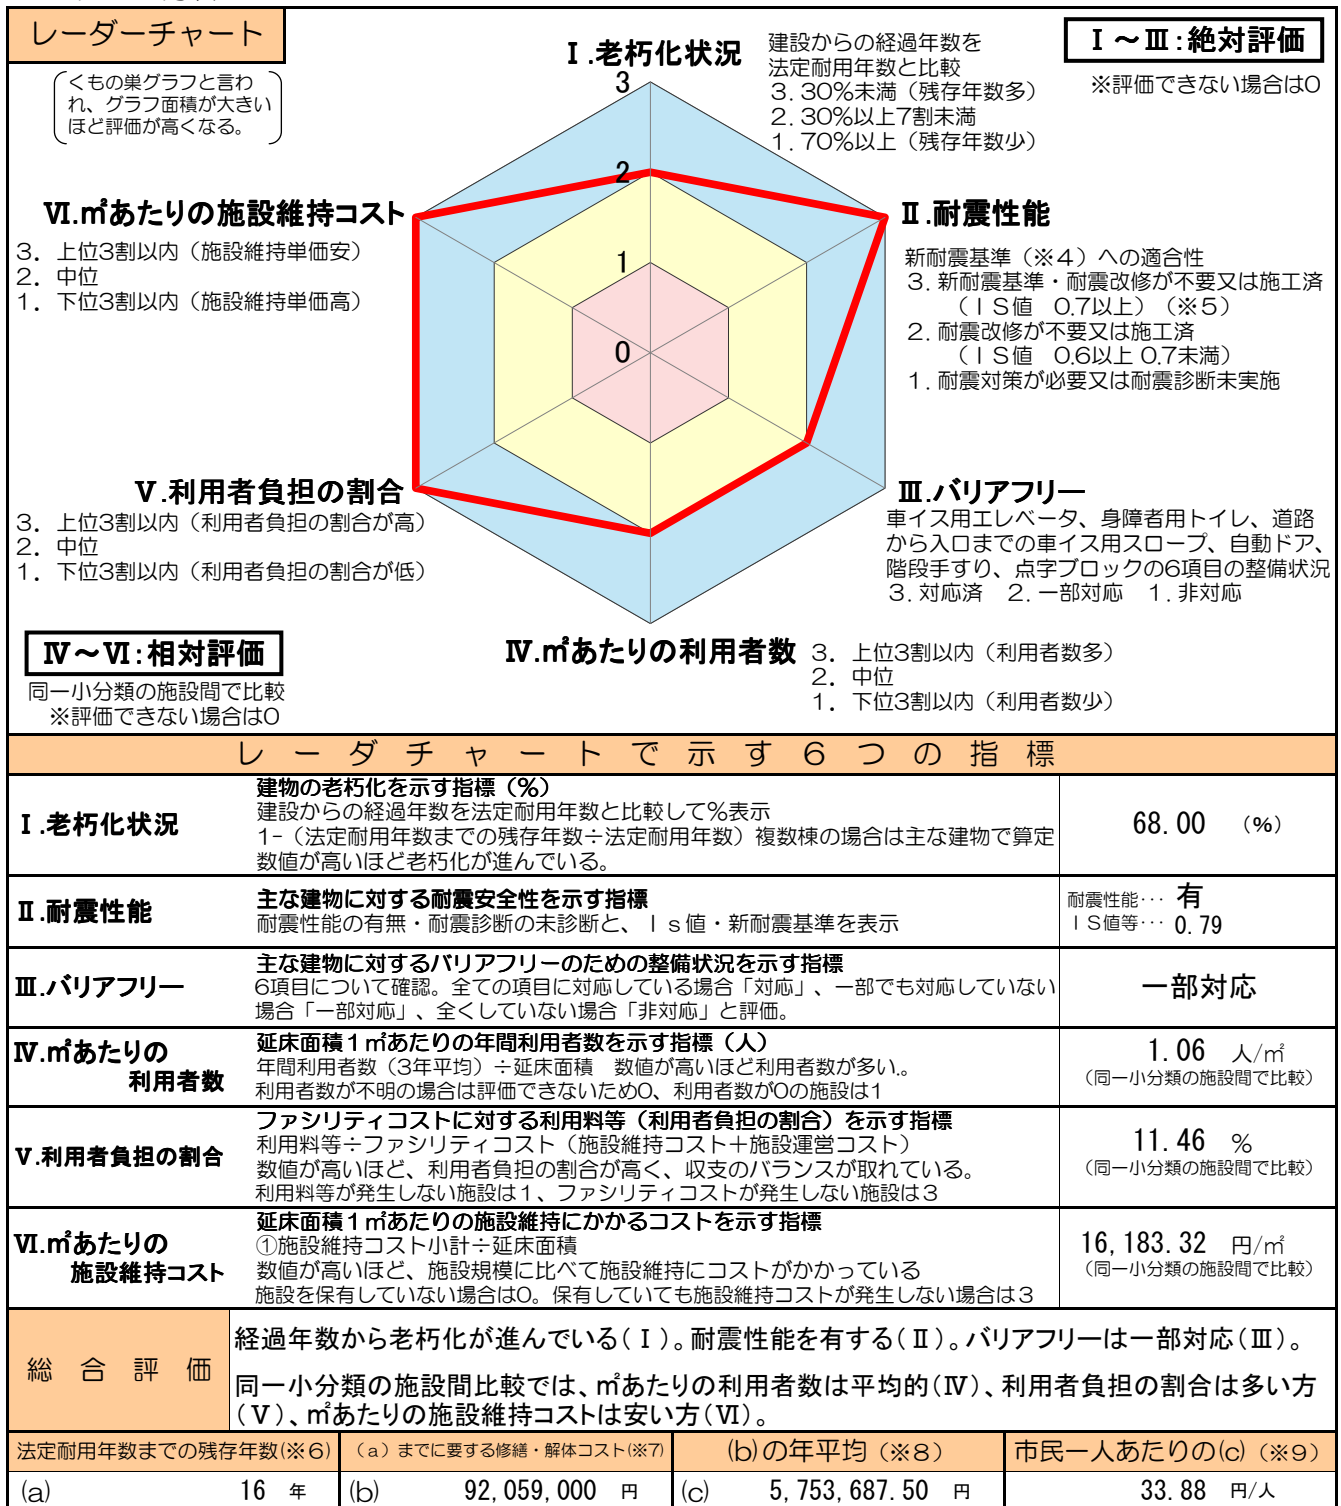 レーダーチャート
くもの巣グラフと言わ
れ、グラフ面積が大きい
ほど評価が高くなる。
Ⅰ.老朽化状況
建設からの経過年数を
法定耐用年数と比較
3. 30%未満（残存年数多）
2. 30%以上7割未満
1. 70%以上（残存年数少）
Ⅰ～Ⅲ：絶対評価
※評価できない場合は0
3
2
1
0
Ⅵ.㎡あたりの施設維持コスト
3. 上位3割以内（施設維持単価安）
2. 中位
1. 下位3割以内（施設維持単価高）
Ⅱ.耐震性能
新耐震基準（※4）への適合性
3. 新耐震基準・耐震改修が不要又は施工済
（ＩＳ値　0.7以上）（※5）
2. 耐震改修が不要又は施工済
（ＩＳ値　0.6以上 0.7未満）
1. 耐震対策が必要又は耐震診断未実施
Ⅴ.利用者負担の割合
3. 上位3割以内（利用者負担の割合が高）
2. 中位
1. 下位3割以内（利用者負担の割合が低）
Ⅲ.バリアフリー
車イス用エレベータ、身障者用トイレ、道路
から入口までの車イス用スロープ、自動ドア、
階段手すり、点字ブロックの6項目の整備状況
3. 対応済　2. 一部対応　1. 非対応
Ⅳ～Ⅵ：相対評価
同一小分類の施設間で比較
※評価できない場合は0
Ⅳ.㎡あたりの利用者数
3. 上位3割以内（利用者数多）
2. 中位
1. 下位3割以内（利用者数少）
レーダチャートで示す6つの指標
Ⅰ.老朽化状況
建物の老朽化を示す指標（%）
建設からの経過年数を法定耐用年数と比較して%表示
1-（法定耐用年数までの残存年数÷法定耐用年数）複数棟の場合は主な建物で算定
数値が高いほど老朽化が進んでいる。
68.00 （%）
Ⅱ.耐震性能
主な建物に対する耐震安全性を示す指標
耐震性能の有無・耐震診断の未診断と、Ｉｓ値・新耐震基準を表示
耐震性能… 有
ＩＳ値等… 0.79
Ⅲ.バリアフリー
主な建物に対するバリアフリーのための整備状況を示す指標
6項目について確認。全ての項目に対応している場合「対応」、一部でも対応していない
場合「一部対応」、全くしていない場合「非対応」と評価。
一部対応
Ⅳ.㎡あたりの
利用者数
延床面積１㎡あたりの年間利用者数を示す指標（人）
年間利用者数（3年平均）÷延床面積　数値が高いほど利用者数が多い。
利用者数が不明の場合は評価できないため0、利用者数が0の施設は1
1.06 人/㎡
（同一小分類の施設間で比較）
Ⅴ.利用者負担の割合
ファシリティコストに対する利用料等（利用者負担の割合）を示す指標
利用料等÷ファシリティコスト（施設維持コスト＋施設運営コスト）
数値が高いほど、利用者負担の割合が高く、収支のバランスが取れている。
利用料等が発生しない施設は１、ファシリティコストが発生しない施設は３
11.46 %
（同一小分類の施設間で比較）
Ⅵ.㎡あたりの
施設維持コスト
延床面積１㎡あたりの施設維持にかかるコストを示す指標
①施設維持コスト小計÷延床面積
数値が高いほど、施設規模に比べて施設維持にコストがかかっている
施設を保有していない場合は0。保有していても施設維持コストが発生しない場合は３
16,183.32 円/㎡
（同一小分類の施設間で比較）
総合評価
経過年数から老朽化が進んでいる(Ⅰ)。耐震性能を有する(Ⅱ)。バリアフリーは一部対応(Ⅲ)。
同一小分類の施設間比較では、㎡あたりの利用者数は平均的(Ⅳ)、利用者負担の割合は多い方
(Ⅴ)、㎡あたりの施設維持コストは安い方(Ⅵ)。
法定耐用年数までの残存年数(※6)
（a）までに要する修繕・解体コスト(※7)
(b)の年平均（※8）
市民一人あたりの(c)（※9）
(a) 16 年
(b) 92,059,000 円
(c) 5,753,687.50 円
33.88 円/人